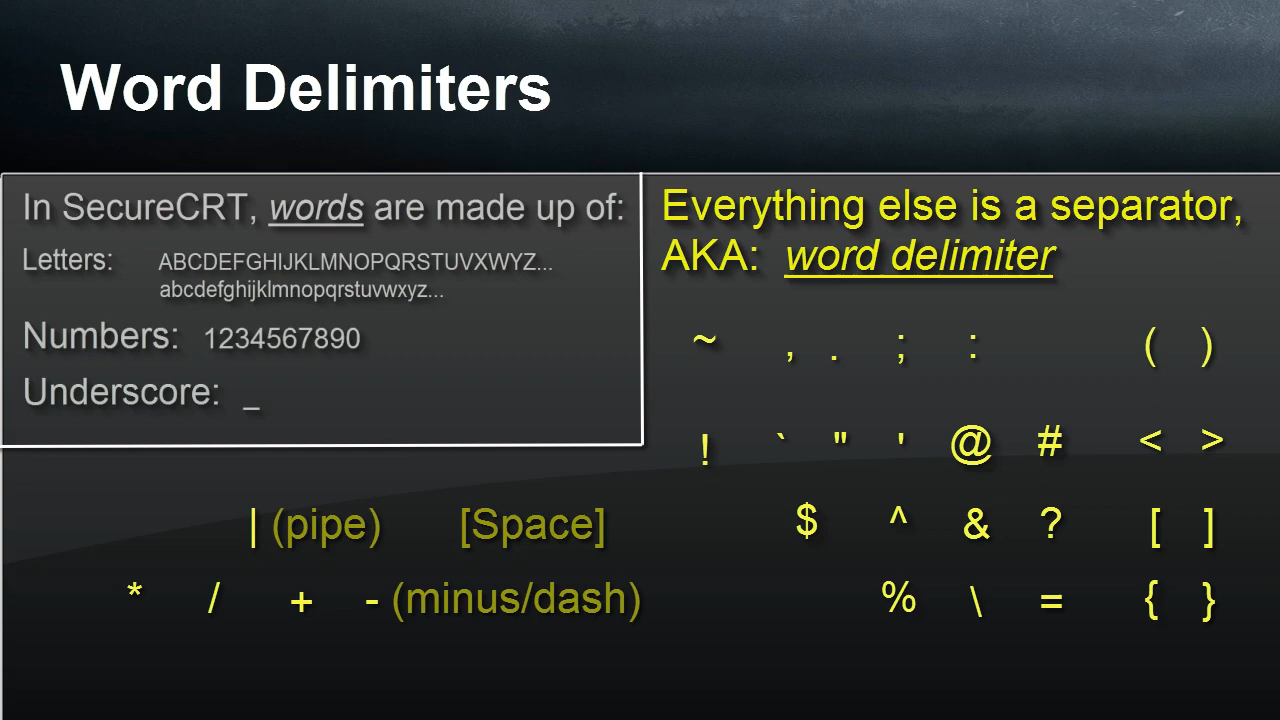 Word Delimiters
In SecureCRT, words are made up of:
Letters: ABCDEFGHIJKLMNOPQRSTUVXWYZ...
abcdefghijklmnopqrstuvwxyz...
Numbers: 1234567890
Underscore: _
Everything else is a separator,
AKA: word delimiter
~ , . ; : ( )
! ` " ' @ # < >
| (pipe) [Space] $ ^ & ? [ ]
* / + - (minus/dash) % \ = { }